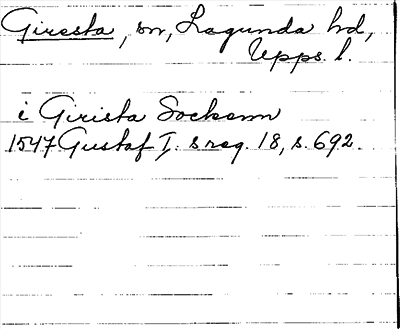 Giresta, sn, Lagunda hd,
Upps. l.
i Girista Sockenn
1547 Gustaf I. s reg. 18, s. 692.